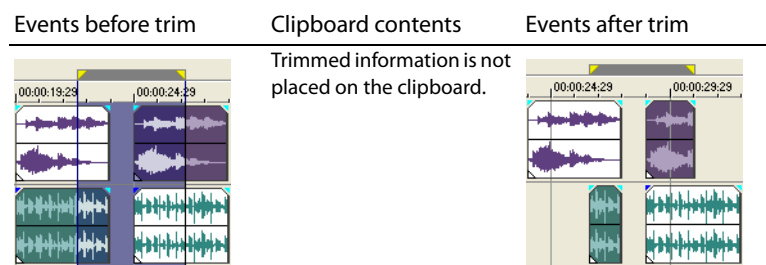 Events before trim
Clipboard contents
Events after trim
Trimmed information is not
placed on the clipboard.
00:00:19:29
00:00:24:29
00:00:24:29
00:00:29:29